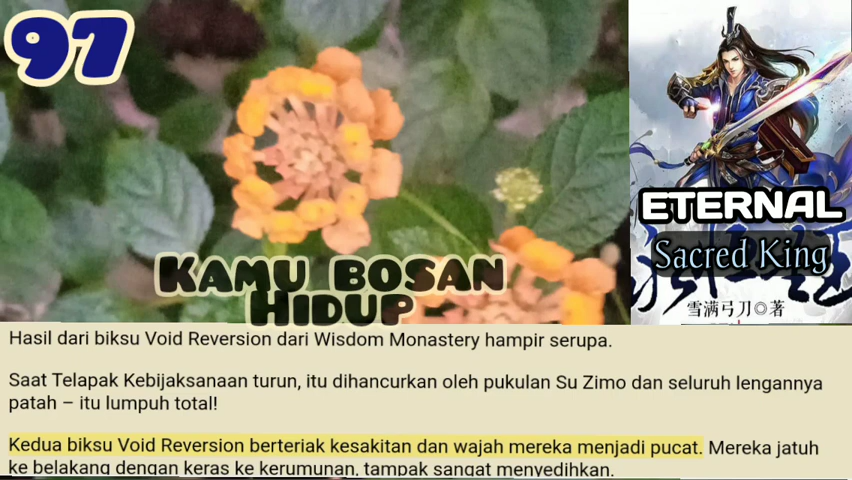 97
KAMU BOSAN
HIDUP
ETERNAL
Sacred King
雪满弓刀◎著
Hasil dari biksu Void Reversion dari Wisdom Monastery hampir serupa.
Saat Telapak Kebijaksanaan turun, itu dihancurkan oleh pukulan Su Zimo dan seluruh lengannya
patah – itu lumpuh total!
Kedua biksu Void Reversion berteriak kesakitan dan wajah mereka menjadi pucat. Mereka jatuh
ke belakang dengan keras ke kerumunan, tampak sangat menyedihkan.